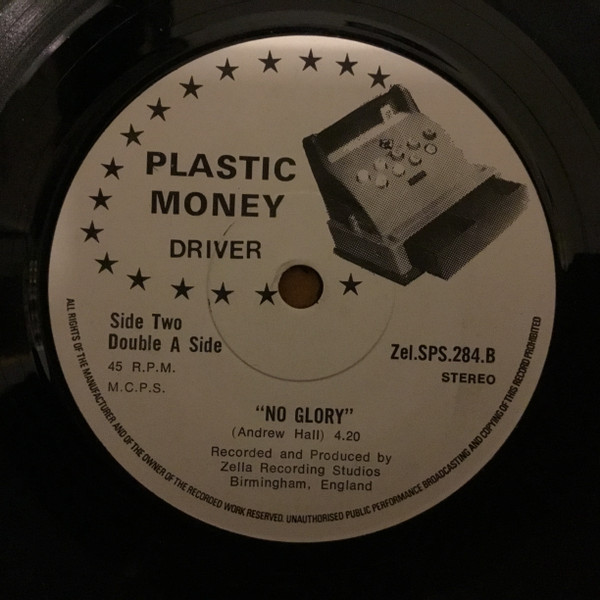 PLASTIC
MONEY
DRIVER
Side Two
Double A Side
45 R.P.M.
M.C.P.S.
Zel.SPS.284.B
STEREO
“NO GLORY”
(Andrew Hall) 4.20
Recorded and Produced by
Zella Recording Studios
Birmingham, England
ALL RIGHTS OF THE MANUFACTURER AND OF THE OWNER OF THE RECORDED WORK RESERVED. UNAUTHORISED PUBLIC PERFORMANCE BROADCASTING AND COPYING OF THIS RECORD PROHIBITED